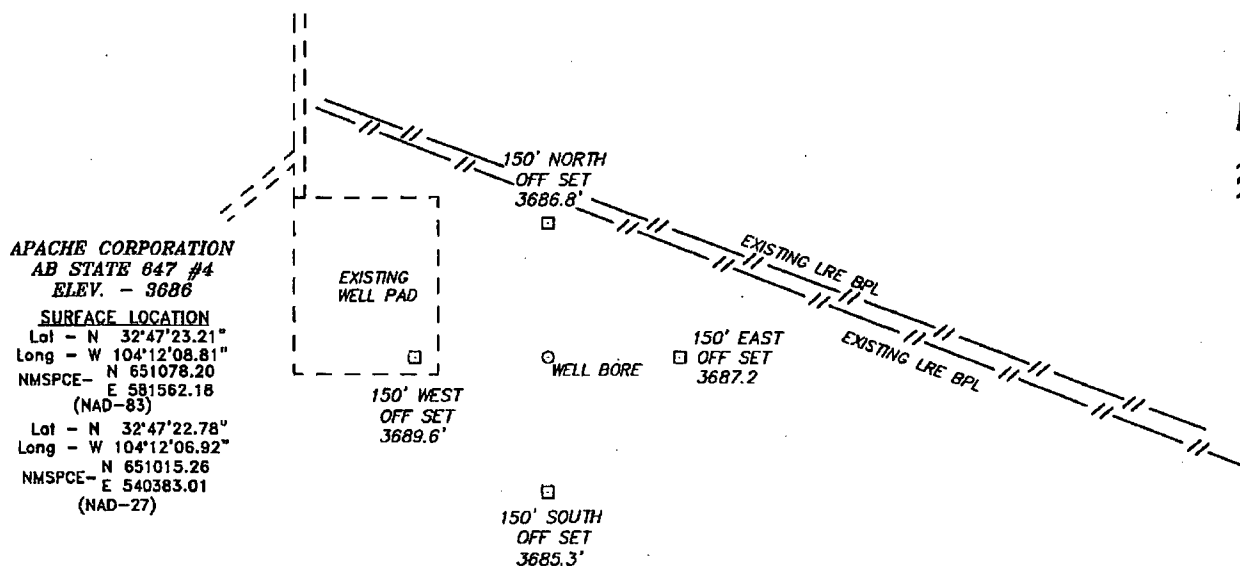 150' NORTH
OFF SET
3686.8'
APACHE CORPORATION
AB STATE 647 #4
ELEV. - 3686
SURFACE LOCATION
Lat - N 32°47'23.21"
Long - W 104°12'08.81"
NMSPCE- N 651078.20
E 581562.18
(NAD-83)
Lat - N 32°47'22.78"
Long - W 104°12'06.92"
NMSPCE- N 651015.26
E 540383.01
(NAD-27)
EXISTING
WELL PAD
EXISTING LRE BPL
EXISTING LRE BPL
150' EAST
OFF SET
3687.2
WELL BORE
150' WEST
OFF SET
3689.6'
150' SOUTH
OFF SET
3685.3'